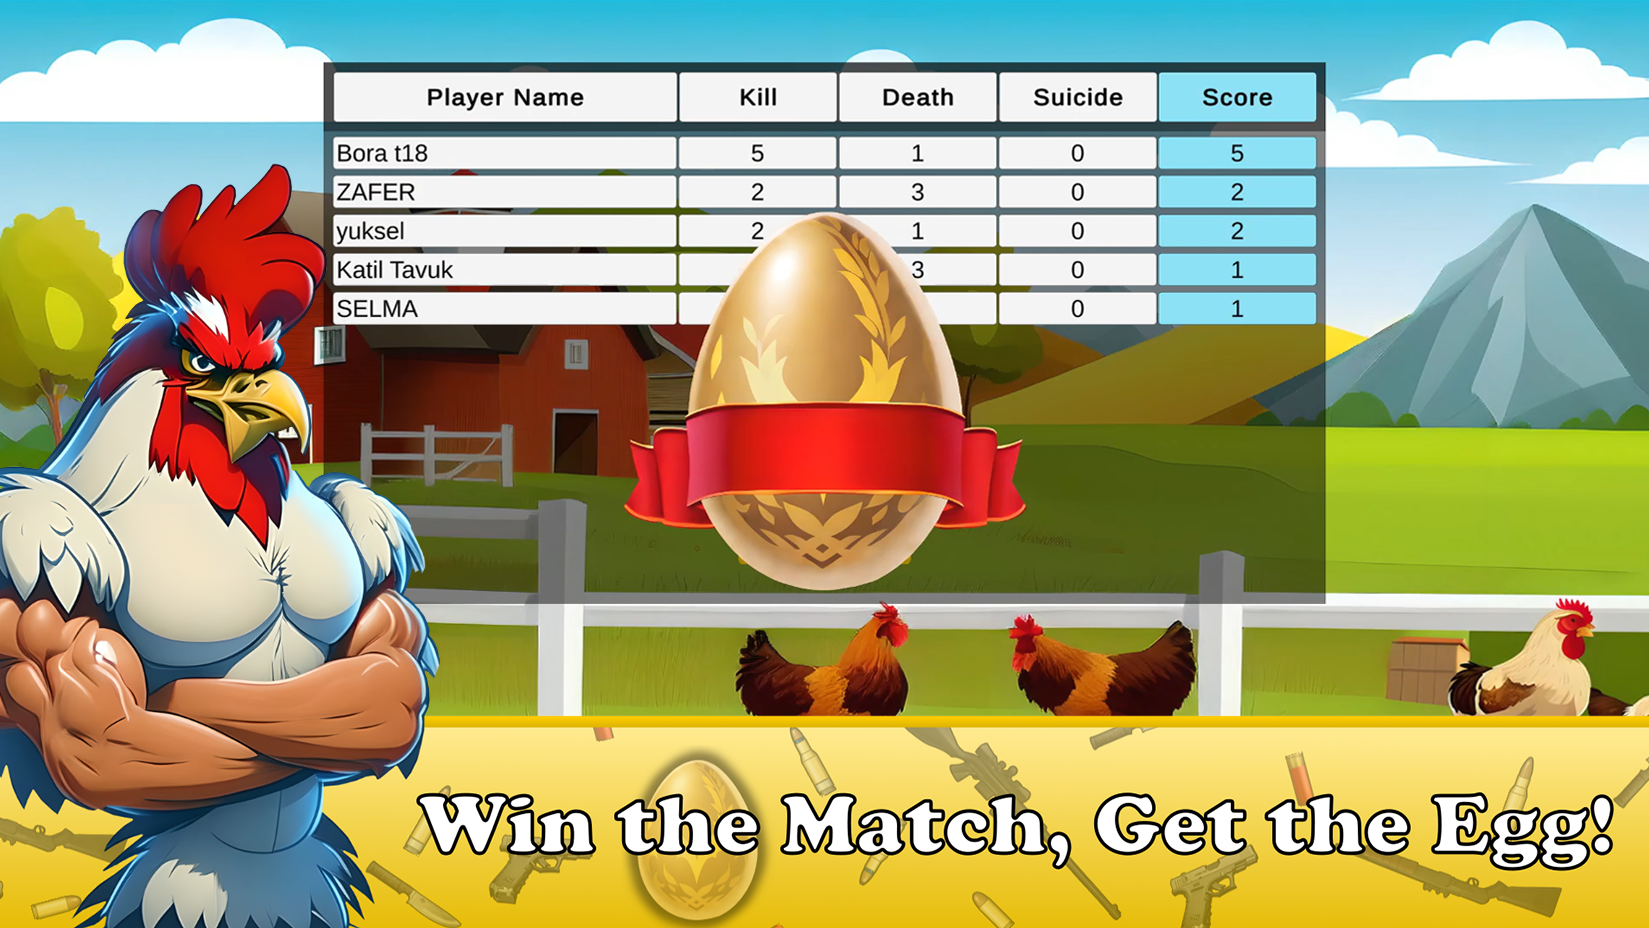 Player Name Kill Death Suicide Score
Bora t18 5 1 0 5
ZAFER 2 3 0 2
yuksel 2 1 0 2
Katil Tavuk 3 0 1
SELMA 0 1
Win the Match, Get the Egg!